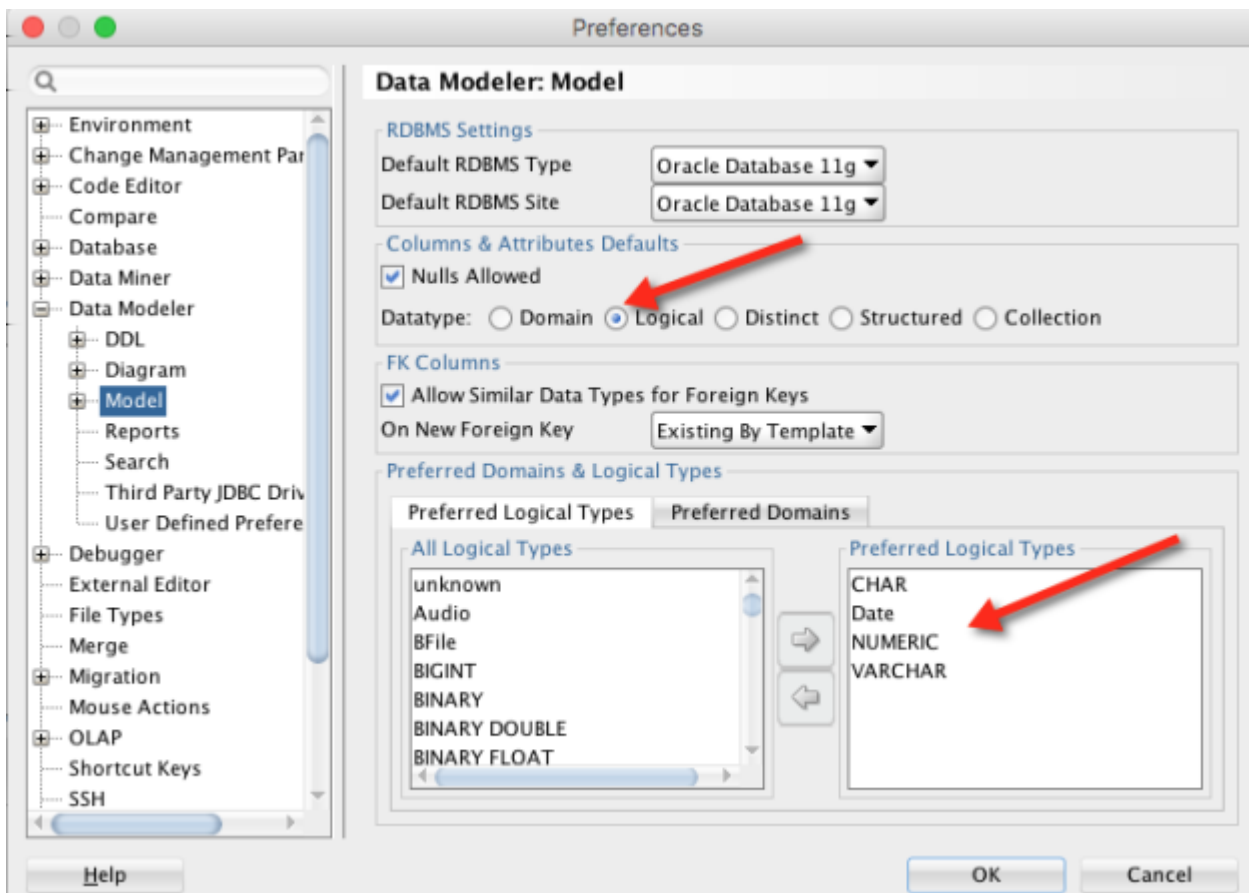 Preferences
Environment
Change Management Par
Code Editor
Compare
Database
Data Miner
Data Modeler
DDL
Diagram
Model
Reports
Search
Third Party JDBC Driv
User Defined Prefere
Debugger
External Editor
File Types
Merge
Migration
Mouse Actions
OLAP
Shortcut Keys
SSH
Data Modeler: Model
RDBMS Settings
Default RDBMS Type Oracle Database 11g
Default RDBMS Site Oracle Database 11g
Columns & Attributes Defaults
Nulls Allowed
Datatype: Domain Logical Distinct Structured Collection
FK Columns
Allow Similar Data Types for Foreign Keys
On New Foreign Key Existing By Template
Preferred Domains & Logical Types
Preferred Logical Types Preferred Domains
All Logical Types
unknown
Audio
BFile
BIGINT
BINARY
BINARY DOUBLE
BINARY FLOAT
Preferred Logical Types
CHAR
Date
NUMERIC
VARCHAR
Help OK Cancel